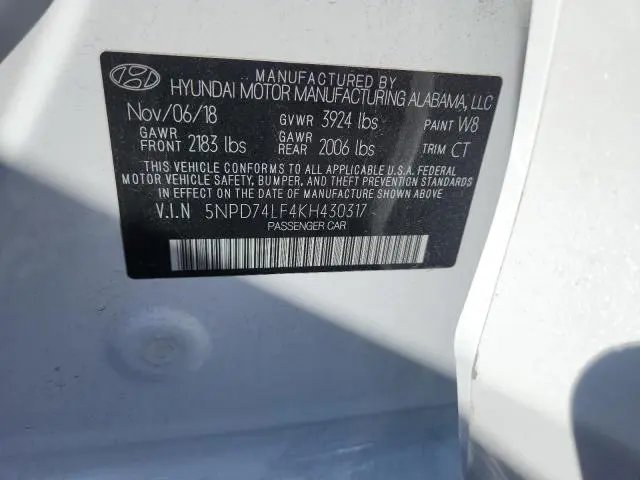 MANUFACTURED BY
HYUNDAI MOTOR MANUFACTURING ALABAMA, LLC
Nov/06/18 GVWR 3924 lbs PAINT W8
GAWR FRONT 2183 lbs GAWR REAR 2006 lbs TRIM CT
THIS VEHICLE CONFORMS TO ALL APPLICABLE U.S.A. FEDERAL
MOTOR VEHICLE SAFETY, BUMPER, AND THEFT PREVENTION STANDARDS
IN EFFECT ON THE DATE OF MANUFACTURE SHOWN ABOVE.
V.I.N 5NPD74LF4KH430317
PASSENGER CAR